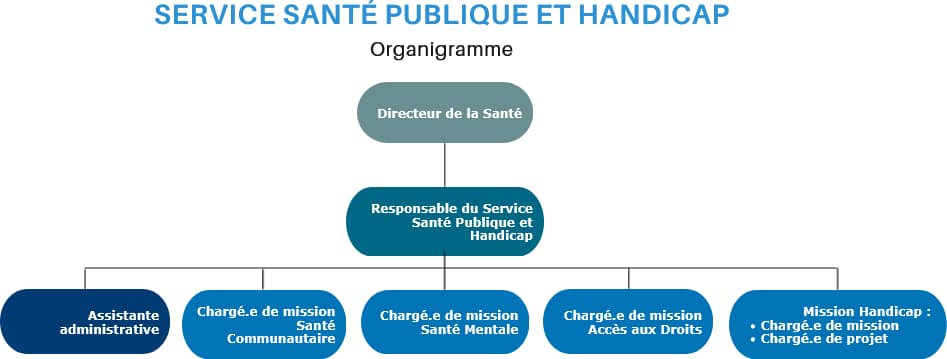 SERVICE SANTÉ PUBLIQUE ET HANDICAP
Organigramme
Directeur de la Santé
Responsable du Service
Santé Publique et
Handicap
Assistante
administrative
Chargé.e de mission
Santé
Communautaire
Chargé.e de mission
Santé Mentale
Chargé.e de mission
Accès aux Droits
Mission Handicap :
• Chargé.e de mission
• Chargé.e de projet